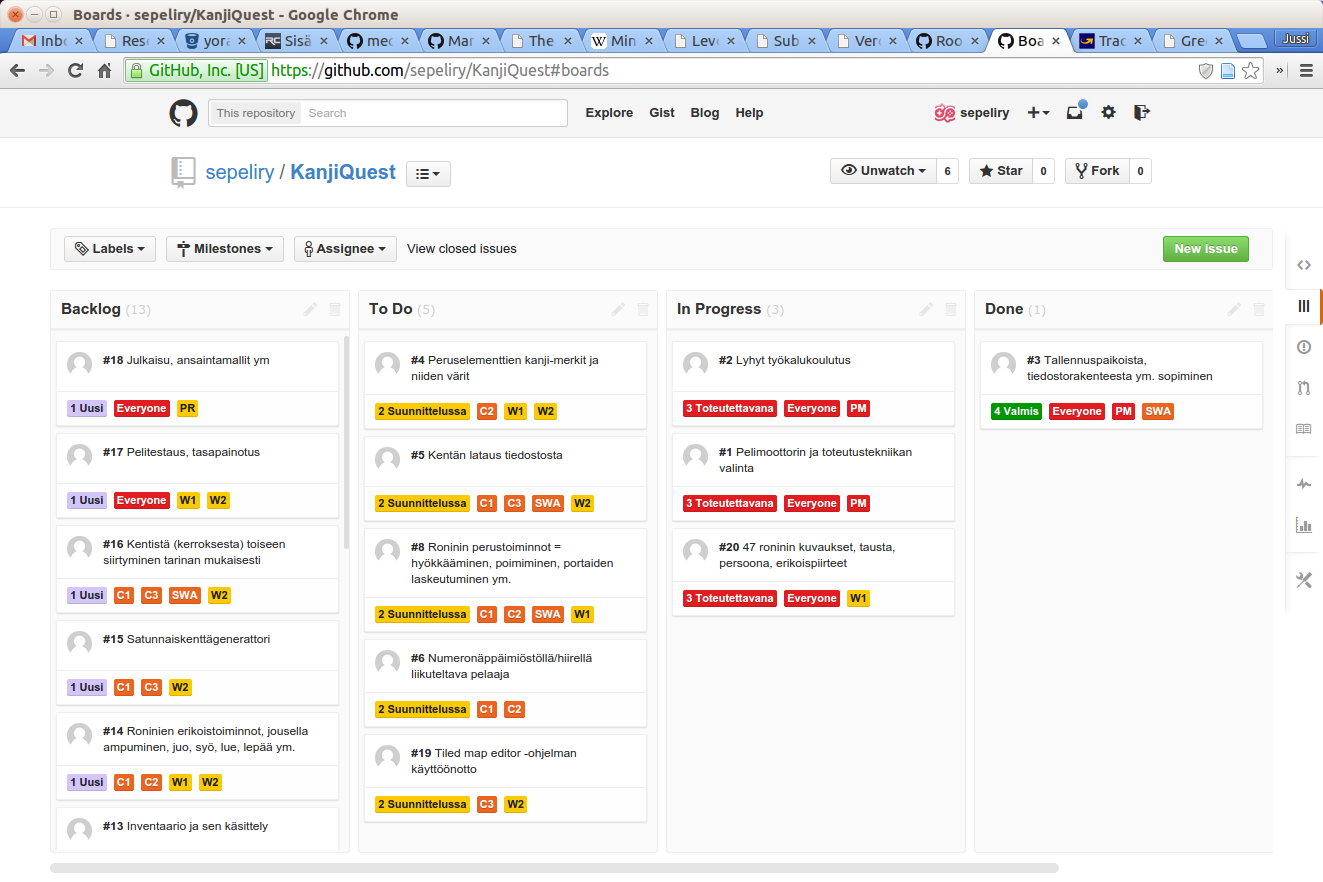 Boards · sepeliry/KanjiQuest - Google Chrome
Inbo Rese yora Sisä med Mar The Min Leve Sub Vero Roo Boa Trac Gree Jussi
GitHub, Inc. [US] https://github.com/sepeliry/KanjiQuest#boards »
This repository Search Explore Gist Blog Help sepeliry
sepeliry / KanjiQuest Unwatch 6 Star 0 Fork 0
Labels Milestones Assignee View closed issues New Issue
Backlog (13)
#18 Julkaisu, ansaintamallit ym
1 Uusi Everyone PR
#17 Pelitestaus, tasapainotus
1 Uusi Everyone W1 W2
#16 Kentistä (kerroksesta) toiseen
siirtyminen tarinan mukaisesti
1 Uusi C1 C3 SWA W2
#15 Satunnaiskenttägenerattori
1 Uusi C1 C3 W2
#14 Roninien erikoistoiminnot, jousella
ampuminen, juo, syö, lue, lepää ym.
1 Uusi C1 C2 W1 W2
#13 Inventaario ja sen käsittely
To Do (5)
#4 Peruselementtien kanji-merkit ja
niiden värit
2 Suunnittelussa C2 W1 W2
#5 Kentän lataus tiedostosta
2 Suunnittelussa C1 C3 SWA W2
#8 Roninin perustoiminnot =
hyökkääminen, poimiminen, portaiden
laskeutuminen ym.
2 Suunnittelussa C1 C2 SWA W1
#6 Numeronäppäimiöstöllä/hiirellä
liikuteltava pelaaja
2 Suunnittelussa C1 C2
#19 Tiled map editor -ohjelman
käyttöönotto
2 Suunnittelussa C3 W2
In Progress (3)
#2 Lyhyt työkalukoulutus
3 Toteutettavana Everyone PM
#1 Pelimoottorin ja toteutustekniikan
valinta
3 Toteutettavana Everyone PM
#20 47 roninin kuvaukset, tausta,
persoona, erikoispiirteet
3 Toteutettavana Everyone W1
Done (1)
#3 Tallennuspaikoista,
tiedostorakenteesta ym. sopiminen
4 Valmis Everyone PM SWA